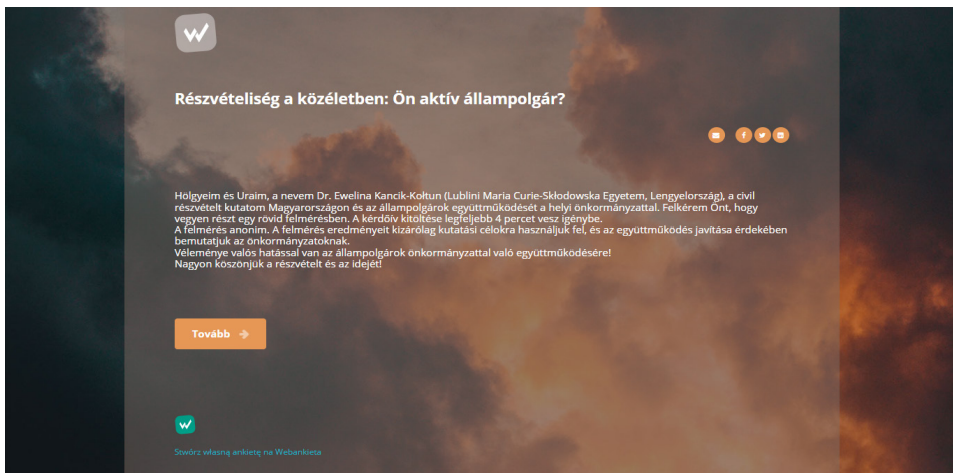 Részvételiség a közéletben: Ön aktív állampolgár?
Hölgyeim és Uraim, a nevem Dr. Ewelina Kancik-Kołtun (Lublini Maria Curie-Skłodowska Egyetem, Lengyelország), a civil
részvételt kutatom Magyarországon és az állampolgárok együttműködését a helyi önkormányzattal. Felkérem Önt, hogy
vegyen részt egy rövid felmérésben. A kérdőív kitöltése legfeljebb 4 percet vesz igénybe.
A felmérés anonim. A felmérés eredményeit kizárólag kutatási célokra használjuk fel, és az együttműködés javítása érdekében
bemutatjuk az önkormányzatoknak.
Véleménye valós hatással van az állampolgárok önkormányzattal való együttműködésére!
Nagyon köszönjük a részvételt és az idejét!
Tovább
Stwórz własną ankietę na Webankieta